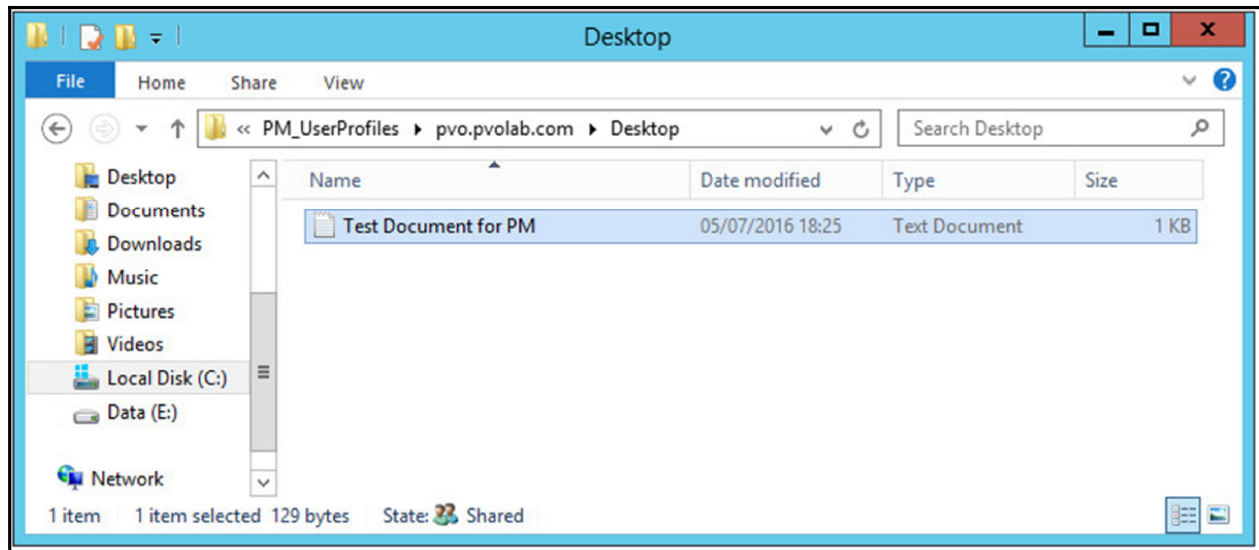 Desktop
File Home Share View
« PM_UserProfiles ▸ pvo.pvolab.com ▸ Desktop Search Desktop
Desktop
Documents
Downloads
Music
Pictures
Videos
Local Disk (C:)
Data (E:)
Network
Name Date modified Type Size
Test Document for PM 05/07/2016 18:25 Text Document 1 KB
1 item 1 item selected 129 bytes State: Shared